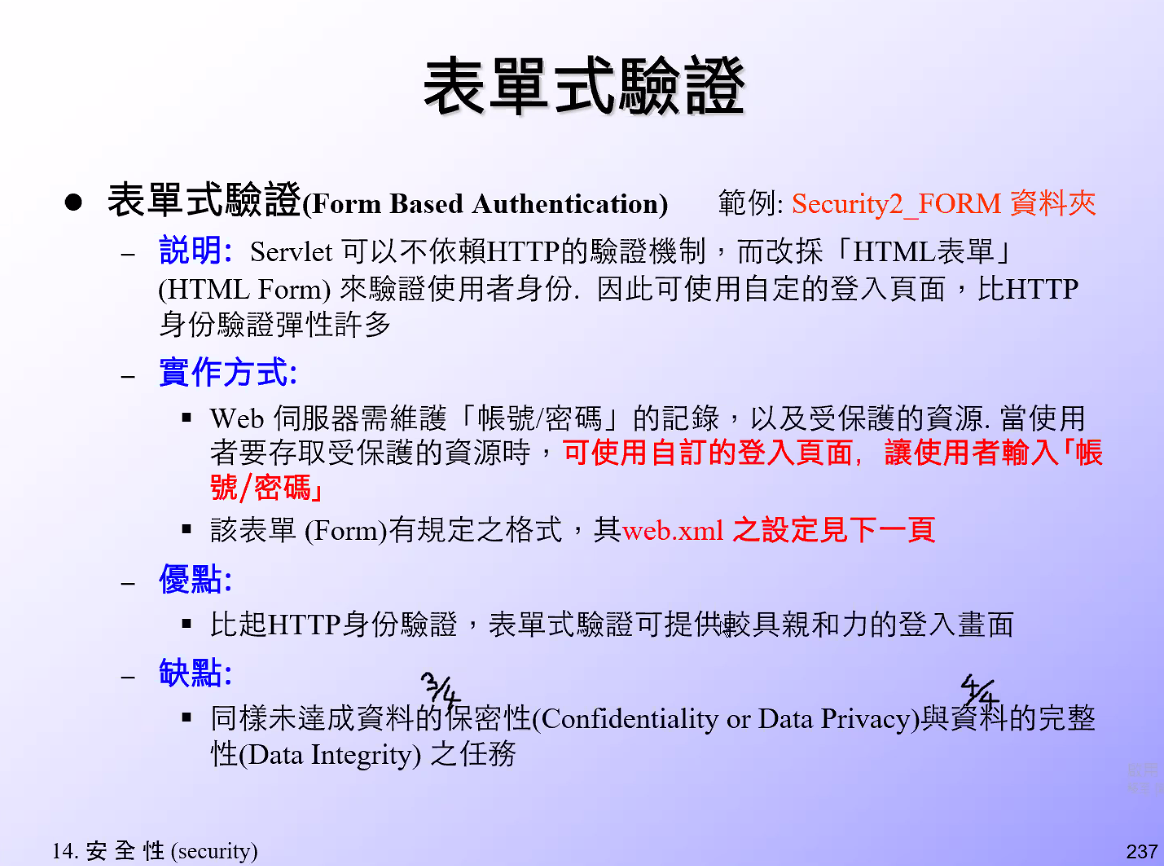 表單式驗證
● 表單式驗證(Form Based Authentication) 範例: Security2_FORM 資料夾
– 說明: Servlet 可以不依賴HTTP的驗證機制，而改採「HTML表單」
(HTML Form) 來驗證使用者身份. 因此可使用自定的登入頁面，比HTTP
身份驗證彈性許多
– 實作方式:
▪ Web 伺服器需維護「帳號/密碼」的記錄，以及受保護的資源. 當使用
者要存取受保護的資源時，可使用自訂的登入頁面, 讓使用者輸入「帳
號/密碼」
▪ 該表單 (Form)有規定之格式，其web.xml 之設定見下一頁
– 優點:
▪ 比起HTTP身份驗證，表單式驗證可提供較具親和力的登入畫面
– 缺點:
3/4 4/4
▪ 同樣未達成資料的保密性(Confidentiality or Data Privacy)與資料的完整
性(Data Integrity) 之任務
14. 安全性 (security)
237